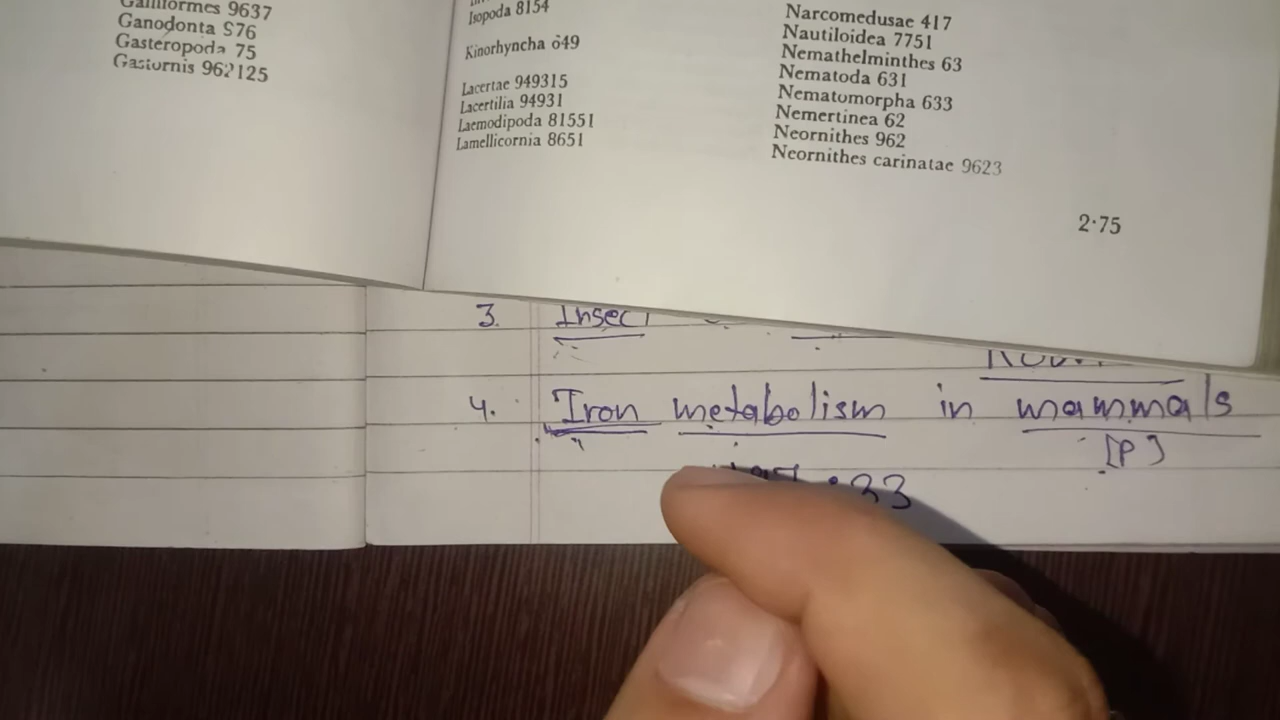 Galliformes 9637
Ganodonta S76
Gasteropoda 75
Gastornis 962125
Isopoda 8154
Kinorhyncha 649
Lacertae 949315
Lacertilia 94931
Laemodipoda 81551
Lamellicornia 8651
Narcomedusae 417
Nautiloidea 7751
Nemathelminthes 63
Nematoda 631
Nematomorpha 633
Nemertinea 62
Neornithes 962
Neornithes carinatae 9623
2·75
3. Insect
4. Iron metabolism in mammals
[P]
:33